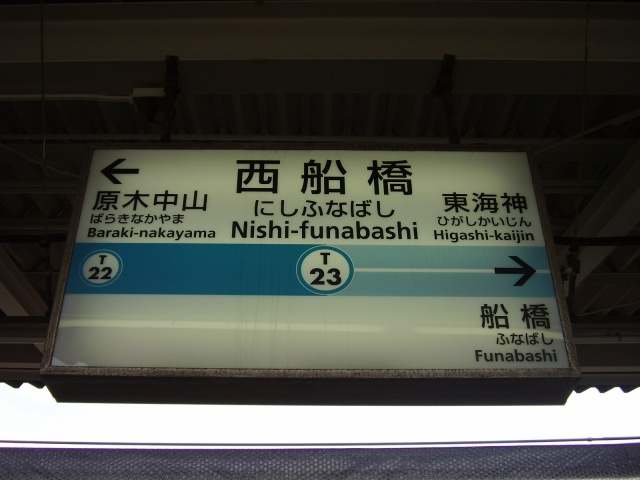 ←
西船橋
にしふなばし
Nishi-funabashi
原木中山
ばらきなかやま
Baraki-nakayama
東海神
ひがしかいじん
Higashi-kaijin
T
22
T
23
→
船橋
ふなばし
Funabashi